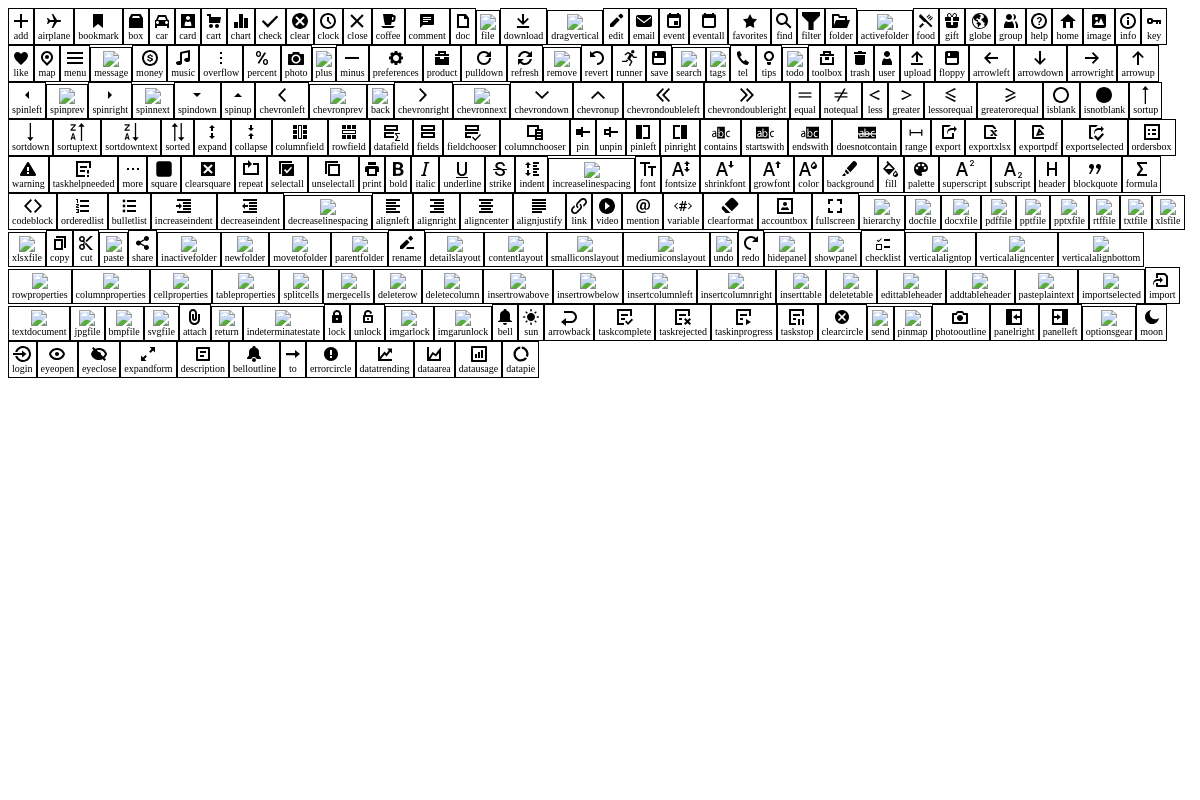 add airplane bookmark box car card cart chart check clear clock close coffee comment doc file download dragvertical edit email event eventall favorites find filter folder activefolder food gift globe group help home image info key
like map menu message money music overflow percent photo plus minus preferences product pulldown refresh remove revert runner save search tags tel tips todo toolbox trash user upload floppy arrowleft arrowdown arrowright arrowup
spinleft spinprev spinright spinnext spindown spinup chevronleft chevronprev back chevronright chevronnext chevrondown chevronup chevrondoubleleft chevrondoubleright equal notequal less greater lessorequal greaterorequal isblank isnotblank sortup
sortdown sortuptext sortdowntext sorted expand collapse columnfield rowfield datafield fields fieldchooser columnchooser pin unpin pinleft pinright contains startswith endswith doesnotcontain range export exportxlsx exportpdf exportselected ordersbox
warning taskhelpneeded more square clearsquare repeat selectall unselectall print bold italic underline strike indent increaselinespacing font fontsize shrinkfont growfont color background fill palette superscript subscript header blockquote formula
codeblock orderedlist bulletlist increaseindent decreaseindent decreaselinespacing alignleft alignright aligncenter alignjustify link video mention variable clearformat accountbox fullscreen hierarchy docfile docxfile pdffile pptfile pptxfile rtffile txtfile xlsfile
xlsxfile copy cut paste share inactivefolder newfolder movetofolder parentfolder rename detailslayout contentlayout smalliconslayout mediumiconslayout undo redo hidepanel showpanel checklist verticalaligntop verticalaligncenter verticalalignbottom
rowproperties columnproperties cellproperties tableproperties splitcells mergecells deleterow deletecolumn insertrowabove insertrowbelow insertcolumnleft insertcolumnright inserttable deletetable edittableheader addtableheader pasteplaintext importselected import
textdocument jpgfile bmpfile svgfile attach return indeterminatestate lock unlock imgarlock imgarunlock bell sun arrowback taskcomplete taskrejected taskinprogress taskstop clearcircle send pinmap photooutline panelright panelleft optionsgear moon
login eyeopen eyeclose expandform description belloutline to errorcircle datatrending dataarea datausage datapie